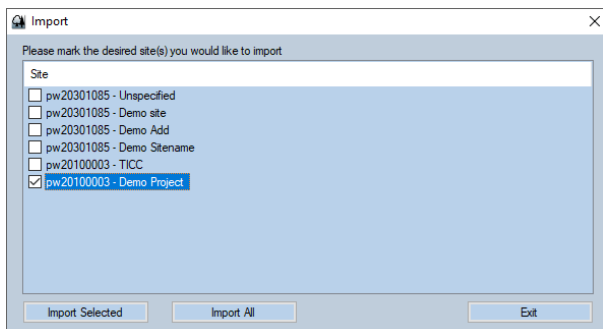 Import
Please mark the desired site(s) you would like to import
Site
pw20301085 - Unspecified
pw20301085 - Demo site
pw20301085 - Demo Add
pw20301085 - Demo Sitename
pw20100003 - TICC
pw20100003 - Demo Project
Import Selected Import All Exit